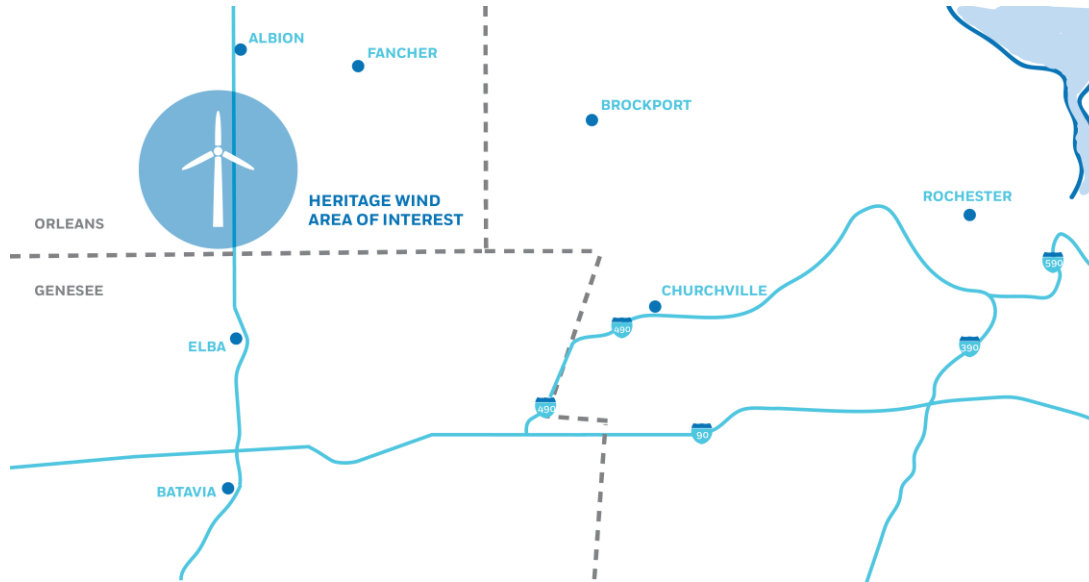 ALBION
FANCHER
BROCKPORT
HERITAGE WIND
AREA OF INTEREST
ROCHESTER
ORLEANS
GENESEE
590
CHURCHVILLE
490
ELBA
390
490
90
BATAVIA